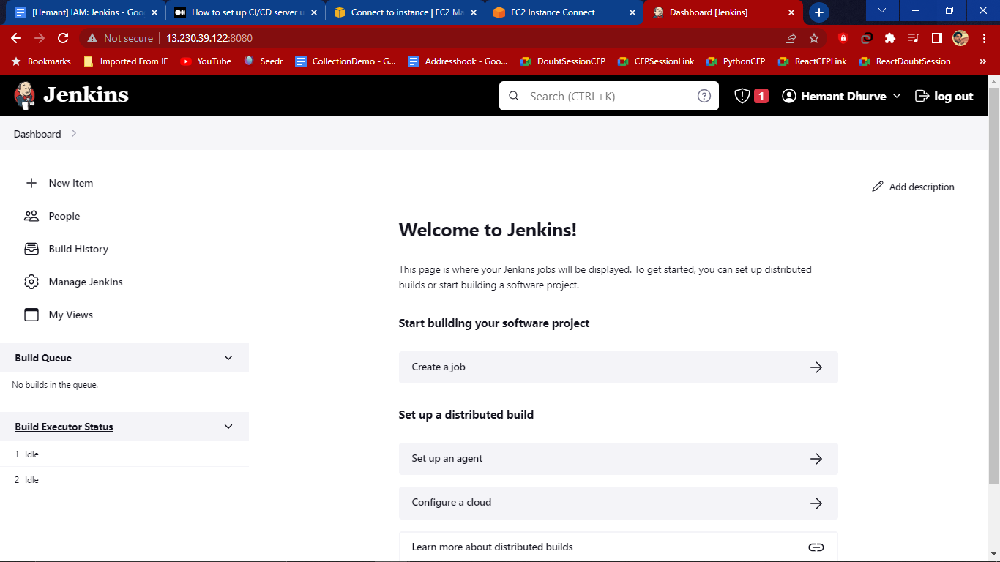 [Hemant] IAM: Jenkins - Goo
How to set up CI/CD server u
Connect to instance | EC2 Ma
EC2 Instance Connect
Dashboard [Jenkins]
Not secure
13.230.39.122:8080
Bookmarks
Imported From IE
YouTube
Seedr
CollectionDemo - G...
Addressbook - Goo...
DoubtSessionCFP
CFPSessionLink
PythonCFP
ReactCFPLink
ReactDoubtSession
»
Jenkins
Search (CTRL+K)
1
Hemant Dhurve
log out
Dashboard
New Item
People
Build History
Manage Jenkins
My Views
Build Queue
No builds in the queue.
Build Executor Status
1 Idle
2 Idle
Add description
Welcome to Jenkins!
This page is where your Jenkins jobs will be displayed. To get started, you can set up distributed
builds or start building a software project.
Start building your software project
Create a job
Set up a distributed build
Set up an agent
Configure a cloud
Learn more about distributed builds